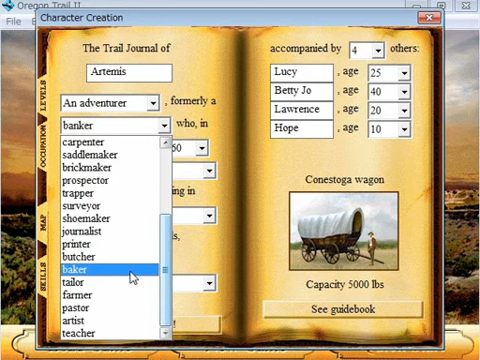 Oregon Trail II
File
Character Creation
LEVELS
OCCUPATION
MAP
SKILLS
The Trail Journal of
Artemis
An adventurer , formerly a
banker who, in
50
carpenter
saddlemaker
brickmaker
prospector
trapper
surveyor
shoemaker
journalist
printer
butcher
baker
tailor
farmer
pastor
artist
teacher
ing in
s,
accompanied by 4 others:
Lucy , age 25
Betty Jo , age 40
Lawrence , age 20
Hope , age 10
Conestoga wagon
Capacity 5000 lbs
See guidebook